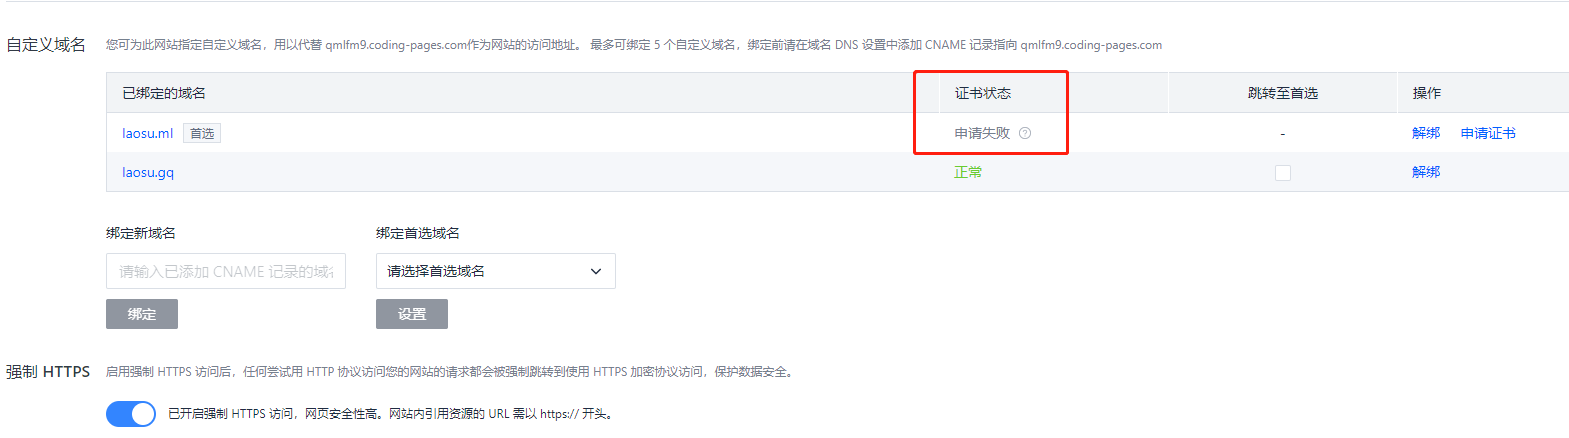 自定义域名 您可为此网站指定自定义域名，用以代替 qmlfm9.coding-pages.com作为网站的访问地址。 最多可绑定 5 个自定义域名，绑定前请在域名 DNS 设置中添加 CNAME 记录指向 qmlfm9.coding-pages.com
已绑定的域名 证书状态 跳转至首选 操作
laosu.ml 首选 申请失败 ? - 解绑 申请证书
laosu.gq 正常 解绑
绑定新域名 绑定首选域名
请输入已添加 CNAME 记录的域 请选择首选域名
绑定 设置
强制 HTTPS 启用强制 HTTPS 访问后，任何尝试用 HTTP 协议访问您的网站的请求都会被强制跳转到使用 HTTPS 加密协议访问，保护数据安全。
已开启强制 HTTPS 访问，网页安全性高。网站内引用资源的 URL 需以 https:// 开头。